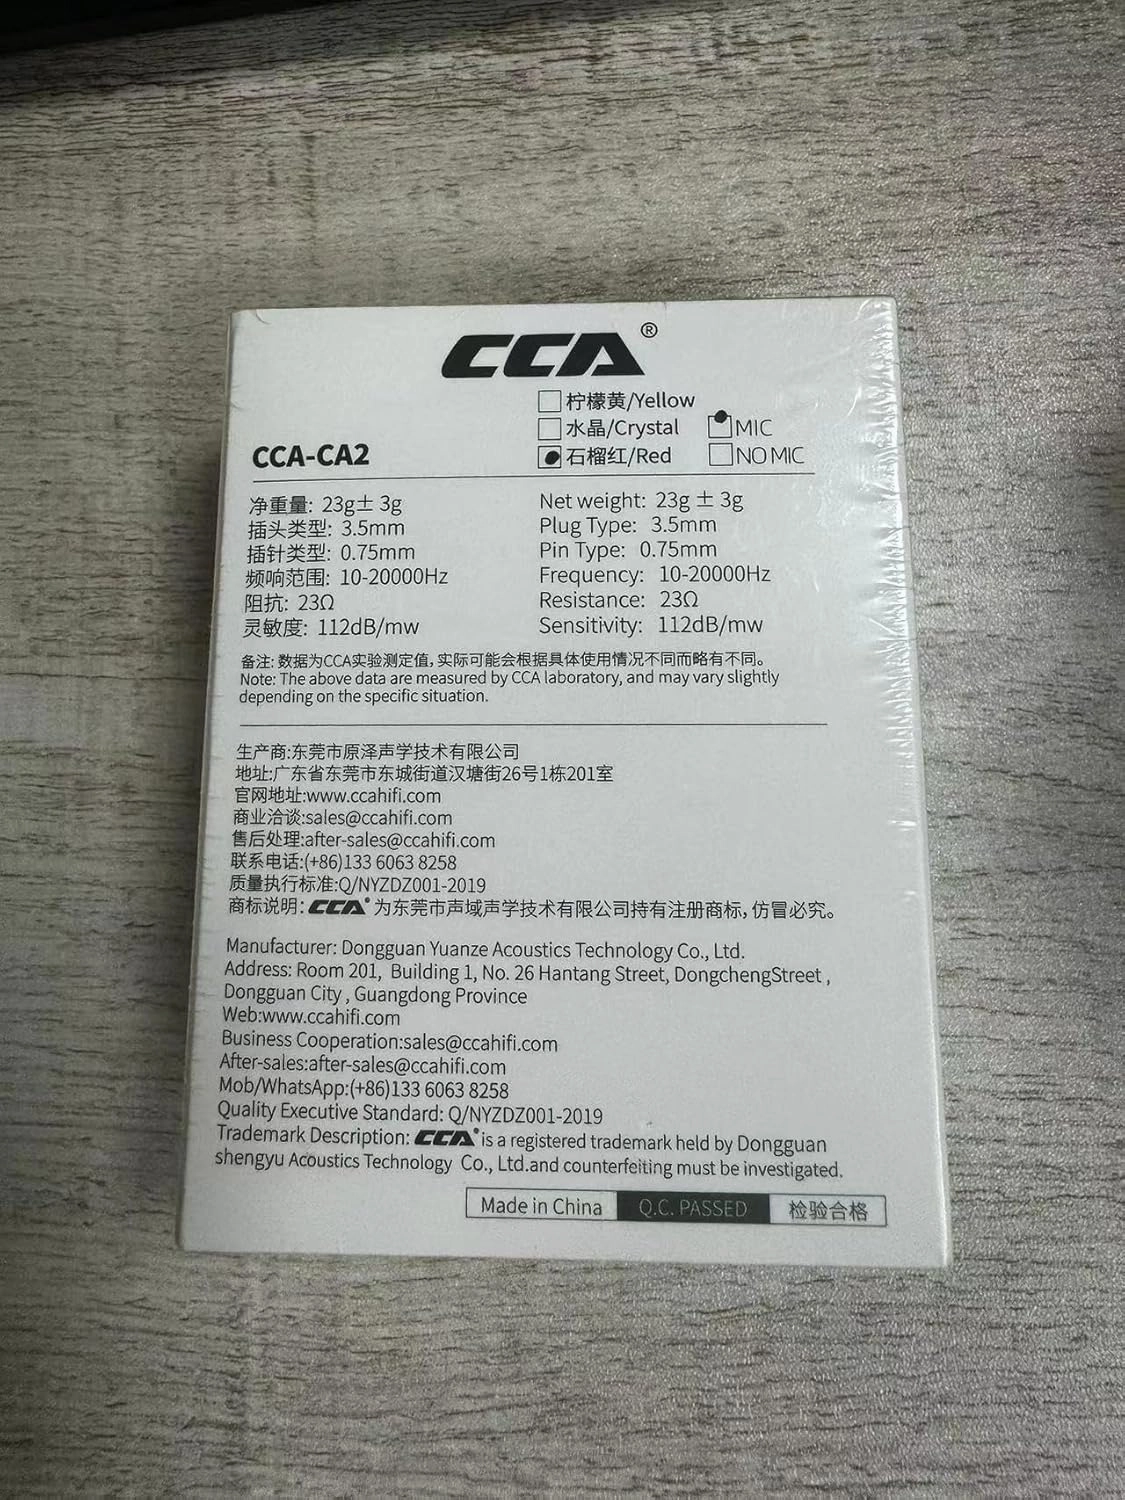 CCA®
柠檬黄/Yellow
水晶/Crystal MIC
CCA-CA2 石榴红/Red NO MIC
净重量: 23g± 3g Net weight: 23g ± 3g
插头类型: 3.5mm Plug Type: 3.5mm
插针类型: 0.75mm Pin Type: 0.75mm
频响范围: 10-20000Hz Frequency: 10-20000Hz
阻抗: 23Ω Resistance: 23Ω
灵敏度: 112dB/mw Sensitivity: 112dB/mw
备注: 数据为CCA实验测定值, 实际可能会根据具体使用情况不同而略有不同。
Note: The above data are measured by CCA laboratory, and may vary slightly
depending on the specific situation.
生产商:东莞市原泽声学技术有限公司
地址:广东省东莞市东城街道汉塘街26号1栋201室
官网地址:www.ccahifi.com
商业洽谈:sales@ccahifi.com
售后处理:after-sales@ccahifi.com
联系电话:(+86)133 6063 8258
质量执行标准:Q/NYZDZ001-2019
商标说明: CCA® 为东莞市声域声学技术有限公司持有注册商标, 仿冒必究。
Manufacturer: Dongguan Yuanze Acoustics Technology Co., Ltd.
Address: Room 201, Building 1, No. 26 Hantang Street, DongchengStreet ,
Dongguan City , Guangdong Province
Web:www.ccahifi.com
Business Cooperation:sales@ccahifi.com
After-sales:after-sales@ccahifi.com
Mob/WhatsApp:(+86)133 6063 8258
Quality Executive Standard: Q/NYZDZ001-2019
Trademark Description: CCA® is a registered trademark held by Dongguan
shengyu Acoustics Technology Co., Ltd.and counterfeiting must be investigated.
Made in China Q.C. PASSED 检验合格